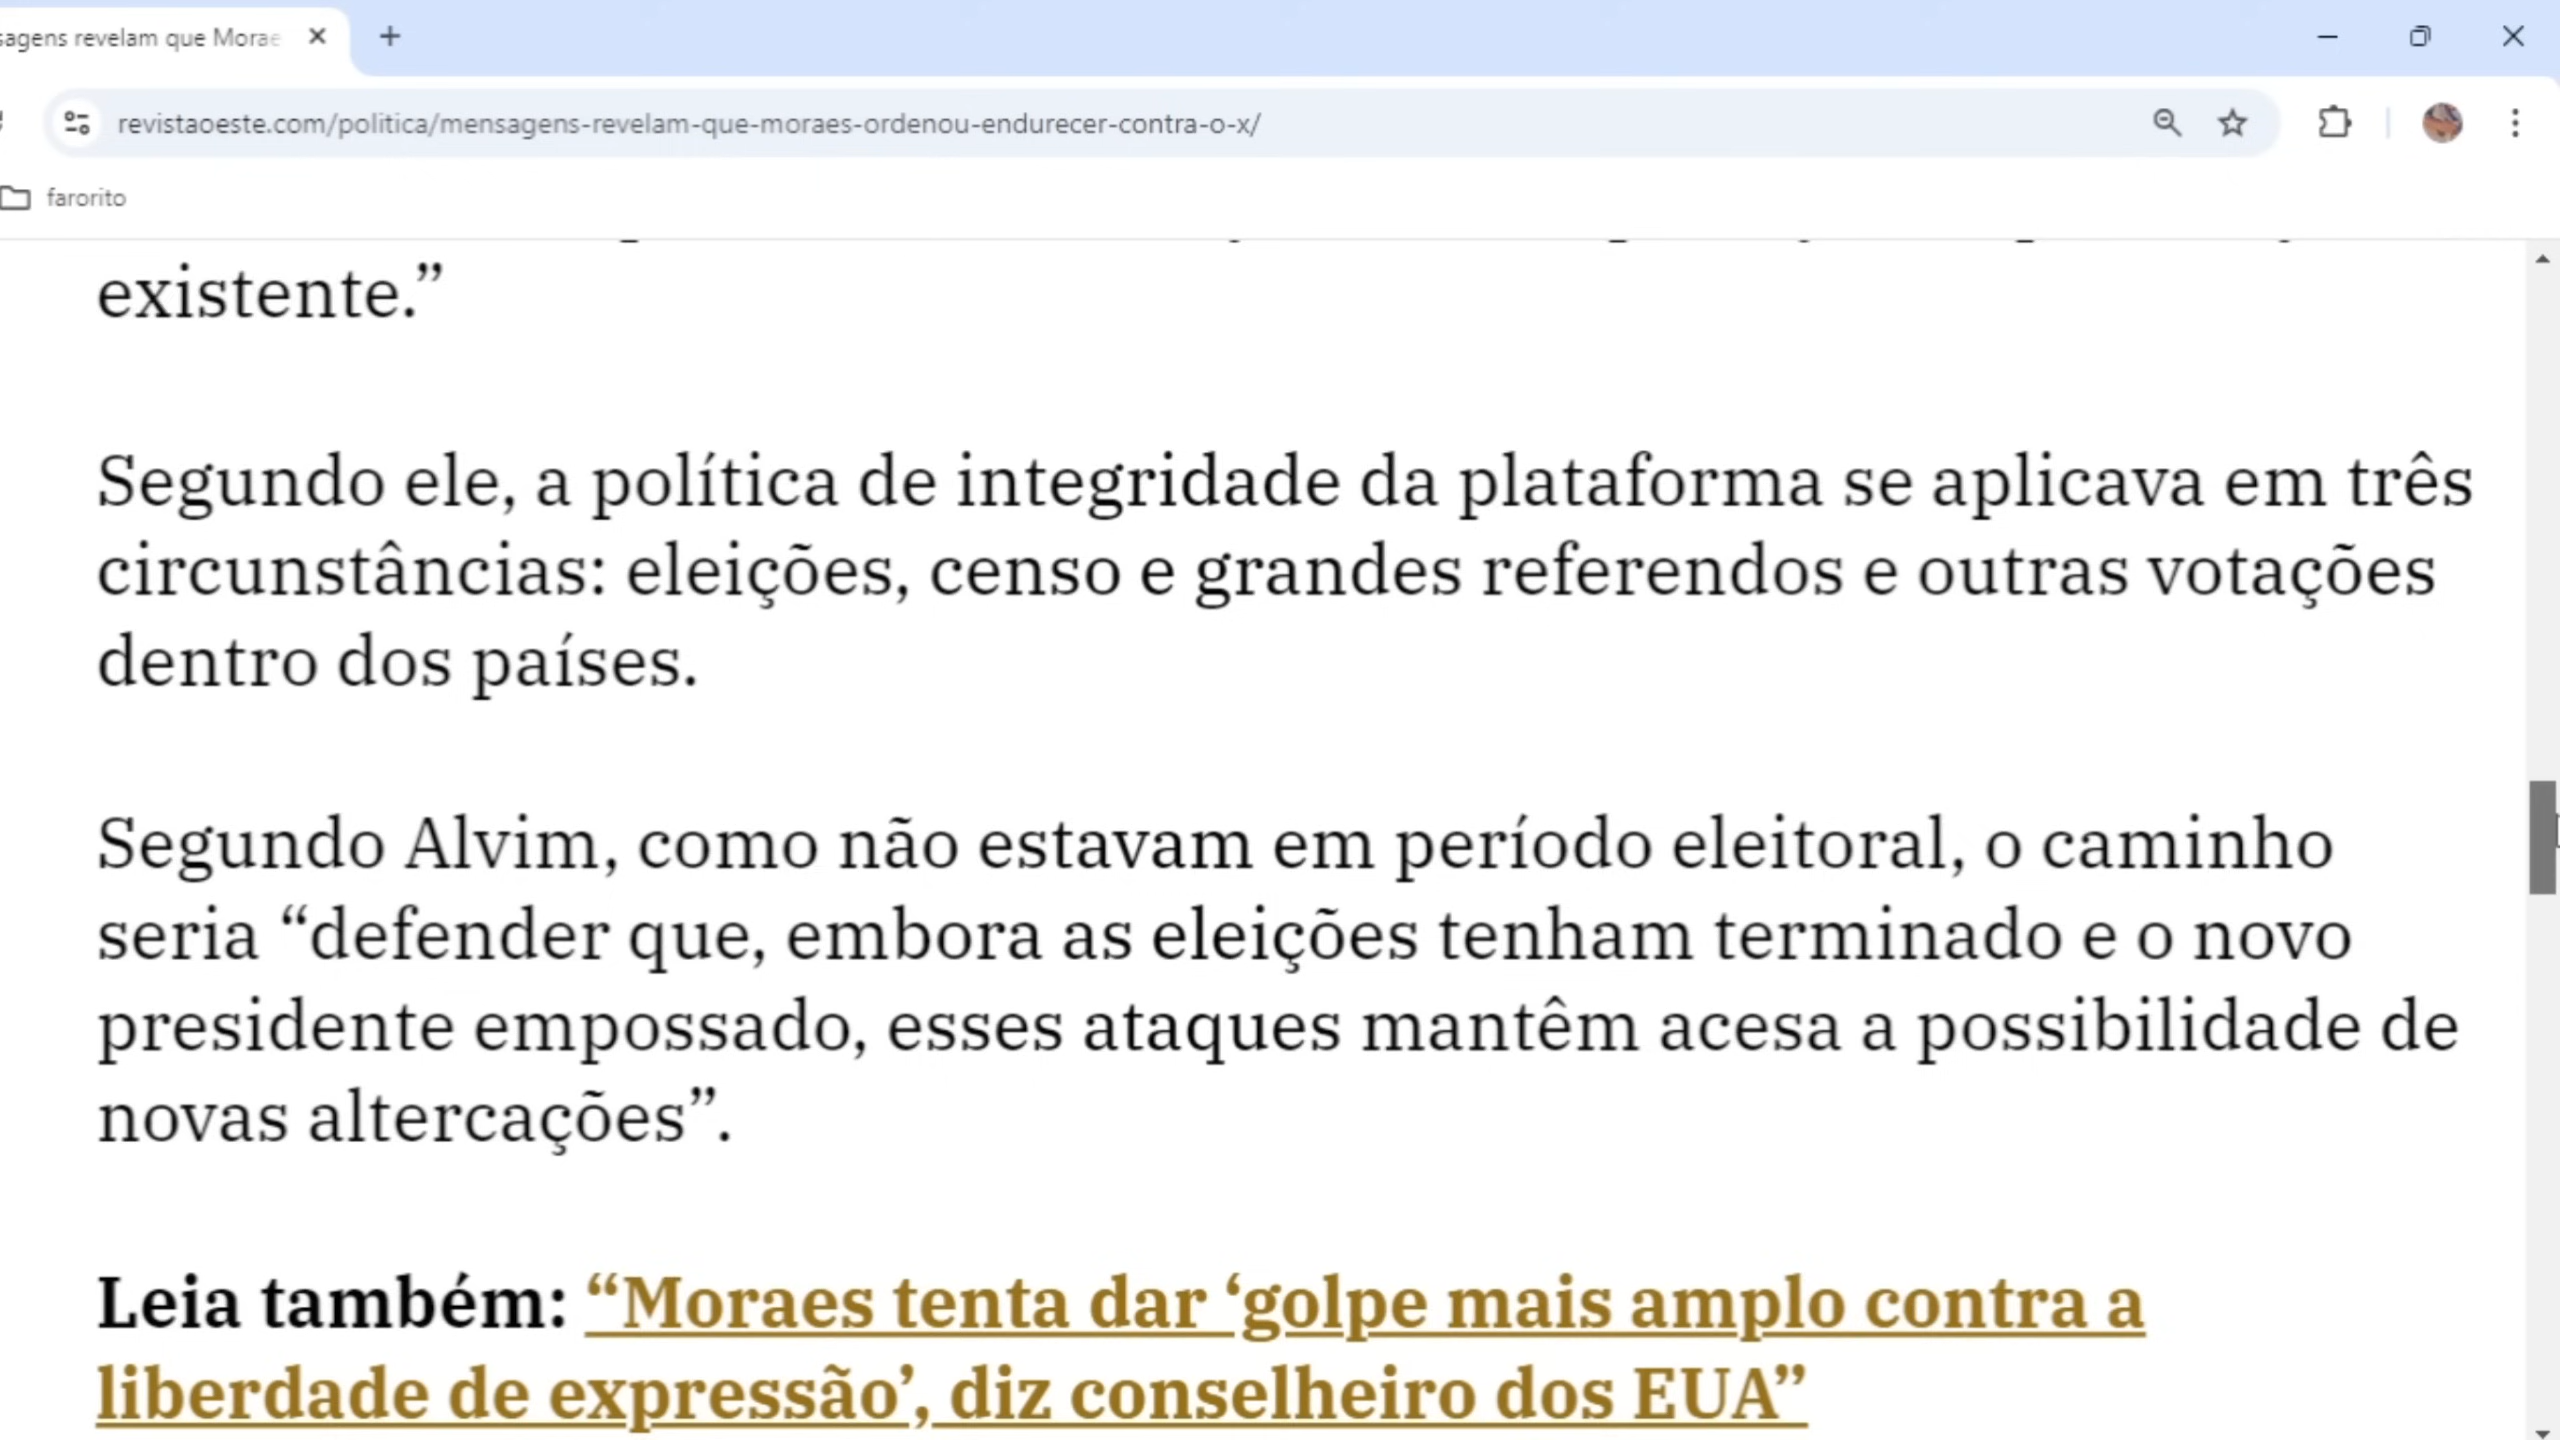 sagens revelam que Morae
revistaoeste.com/politica/mensagens-revelam-que-moraes-ordenou-endurecer-contra-o-x/
farorito
existente.”
Segundo ele, a política de integridade da plataforma se aplicava em três
circunstâncias: eleições, censo e grandes referendos e outras votações
dentro dos países.
Segundo Alvim, como não estavam em período eleitoral, o caminho
seria “defender que, embora as eleições tenham terminado e o novo
presidente empossado, esses ataques mantêm acesa a possibilidade de
novas altercações”.
Leia também: “Moraes tenta dar ‘golpe mais amplo contra a
liberdade de expressão’, diz conselheiro dos EUA”